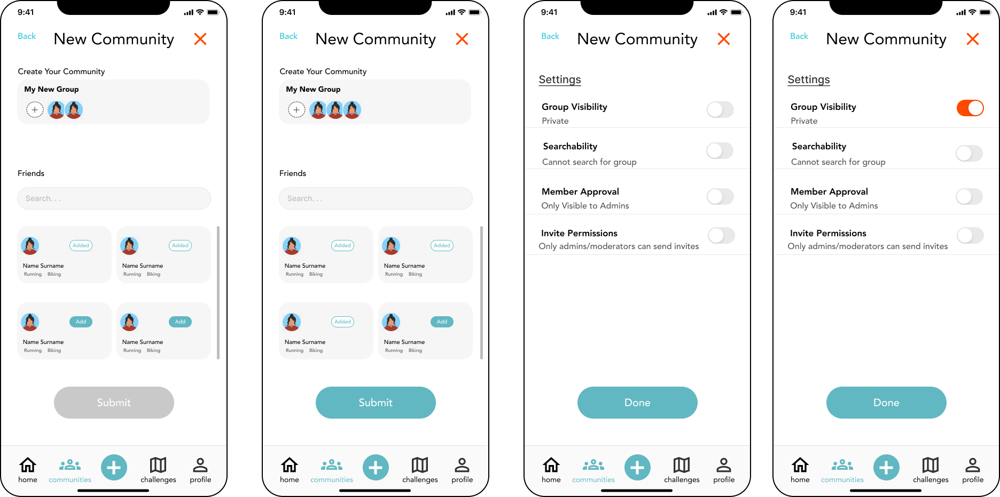 9:41
Back
New Community
Create Your Community
My New Group
Friends
Search. . .
Added
Added
Name Surname
Name Surname
Running Biking
Running Biking
Add
Add
Name Surname
Name Surname
Running Biking
Running Biking
Submit
home
communities
challenges
profile
9:41
Back
New Community
Create Your Community
My New Group
Friends
Search. . .
Added
Added
Name Surname
Name Surname
Running Biking
Running Biking
Added
Add
Name Surname
Name Surname
Running Biking
Running Biking
Submit
home
communities
challenges
profile
9:41
Back
New Community
Settings
Group Visibility
Private
Searchability
Cannot search for group
Member Approval
Only Visible to Admins
Invite Permissions
Only admins/moderators can send invites
Done
home
communities
challenges
profile
9:41
Back
New Community
Settings
Group Visibility
Private
Searchability
Cannot search for group
Member Approval
Only Visible to Admins
Invite Permissions
Only admins/moderators can send invites
Done
home
communities
challenges
profile